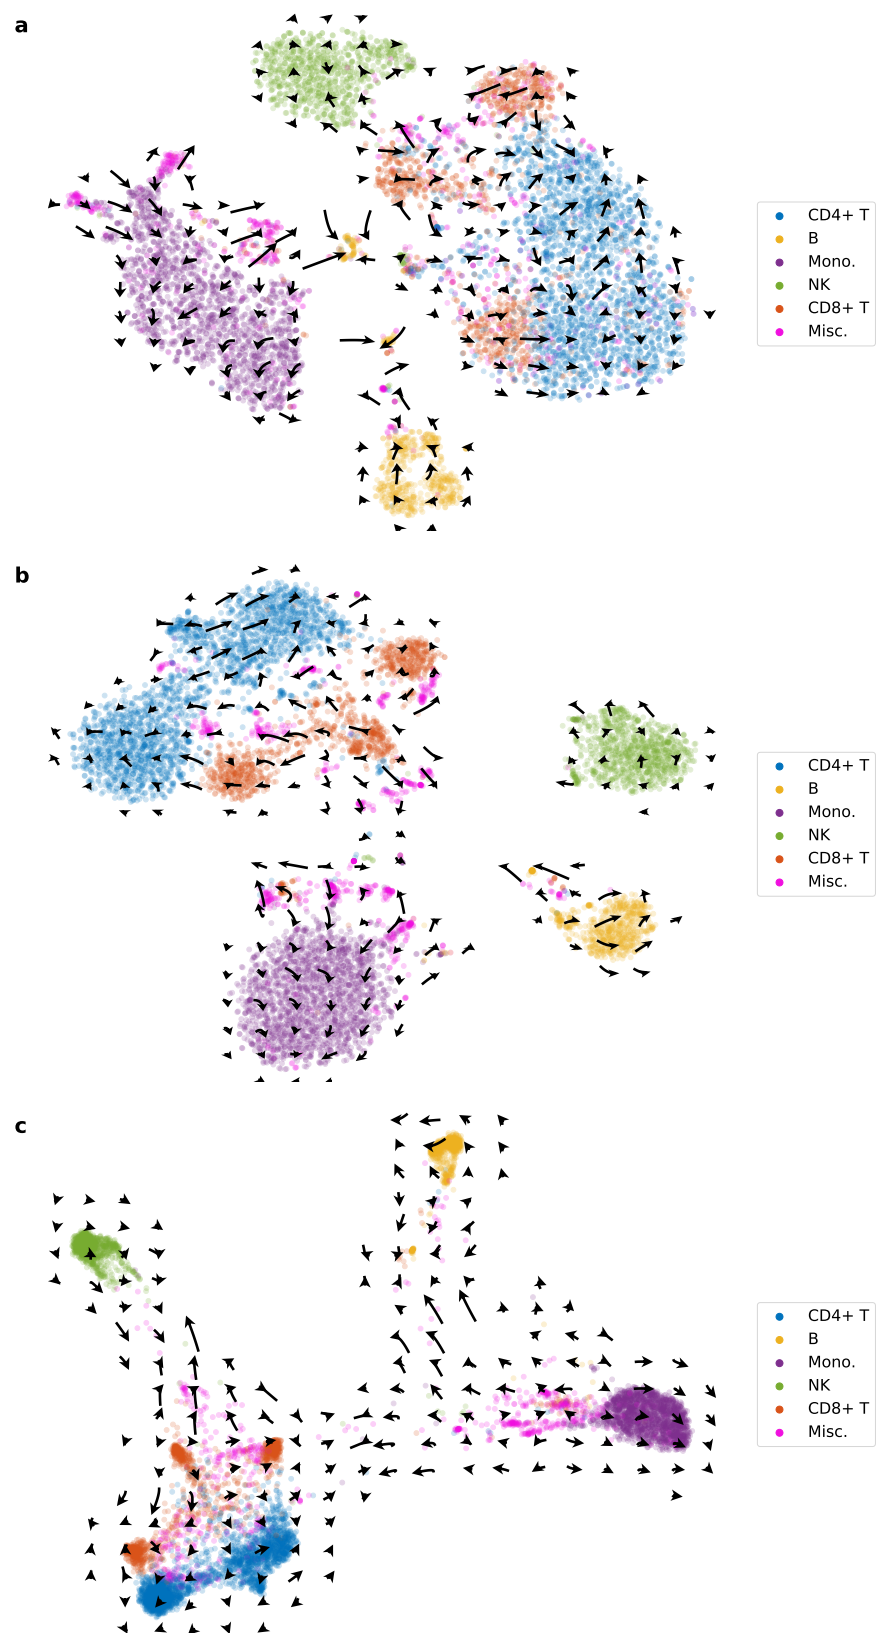 a
CD4+ T
B
Mono.
NK
CD8+ T
Misc.
b
CD4+ T
B
Mono.
NK
CD8+ T
Misc.
c
CD4+ T
B
Mono.
NK
CD8+ T
Misc.